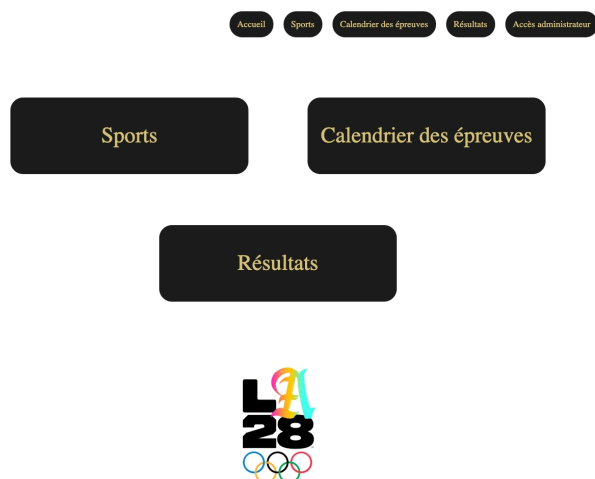 Accueil
Sports
Calendrier des épreuves
Résultats
Accès administrateur
Sports
Calendrier des épreuves
Résultats
LA
28